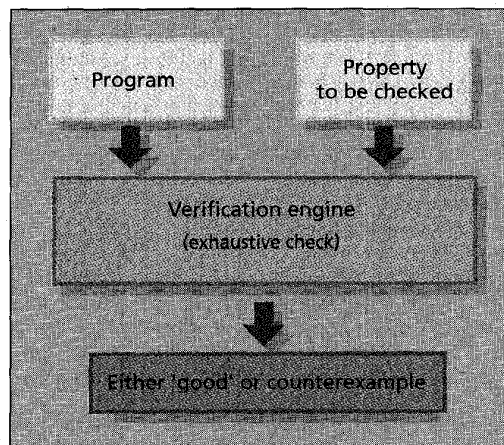 Program
Property
to be checked
Verification engine
(exhaustive check)
Either 'good' or counterexample